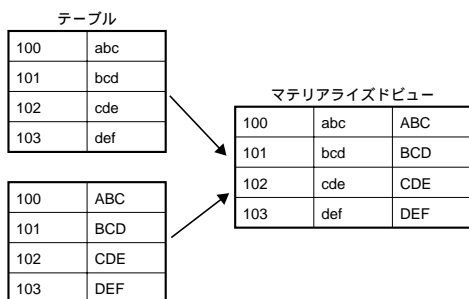 テーブル
100 abc
101 bcd
102 cde
103 def
マテリアライズドビュー
100 abc ABC
101 bcd BCD
102 cde CDE
103 def DEF
100 ABC
101 BCD
102 CDE
103 DEF